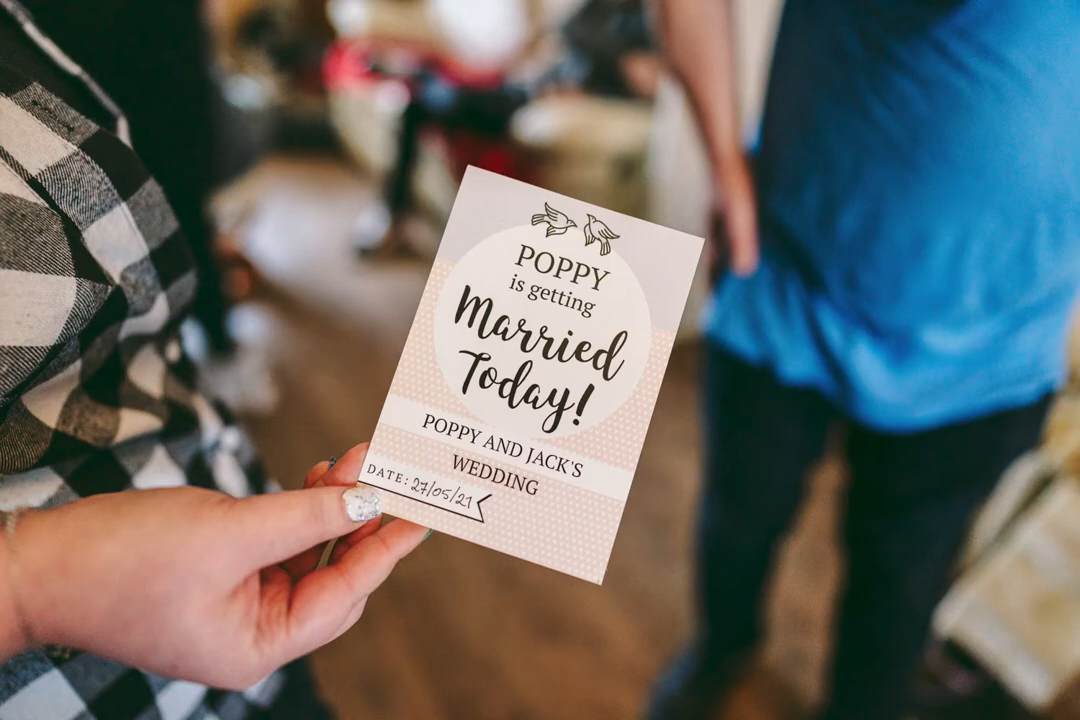 POPPY
is getting
Married
Today!
POPPY AND JACK'S
WEDDING
DATE: 27/05/21